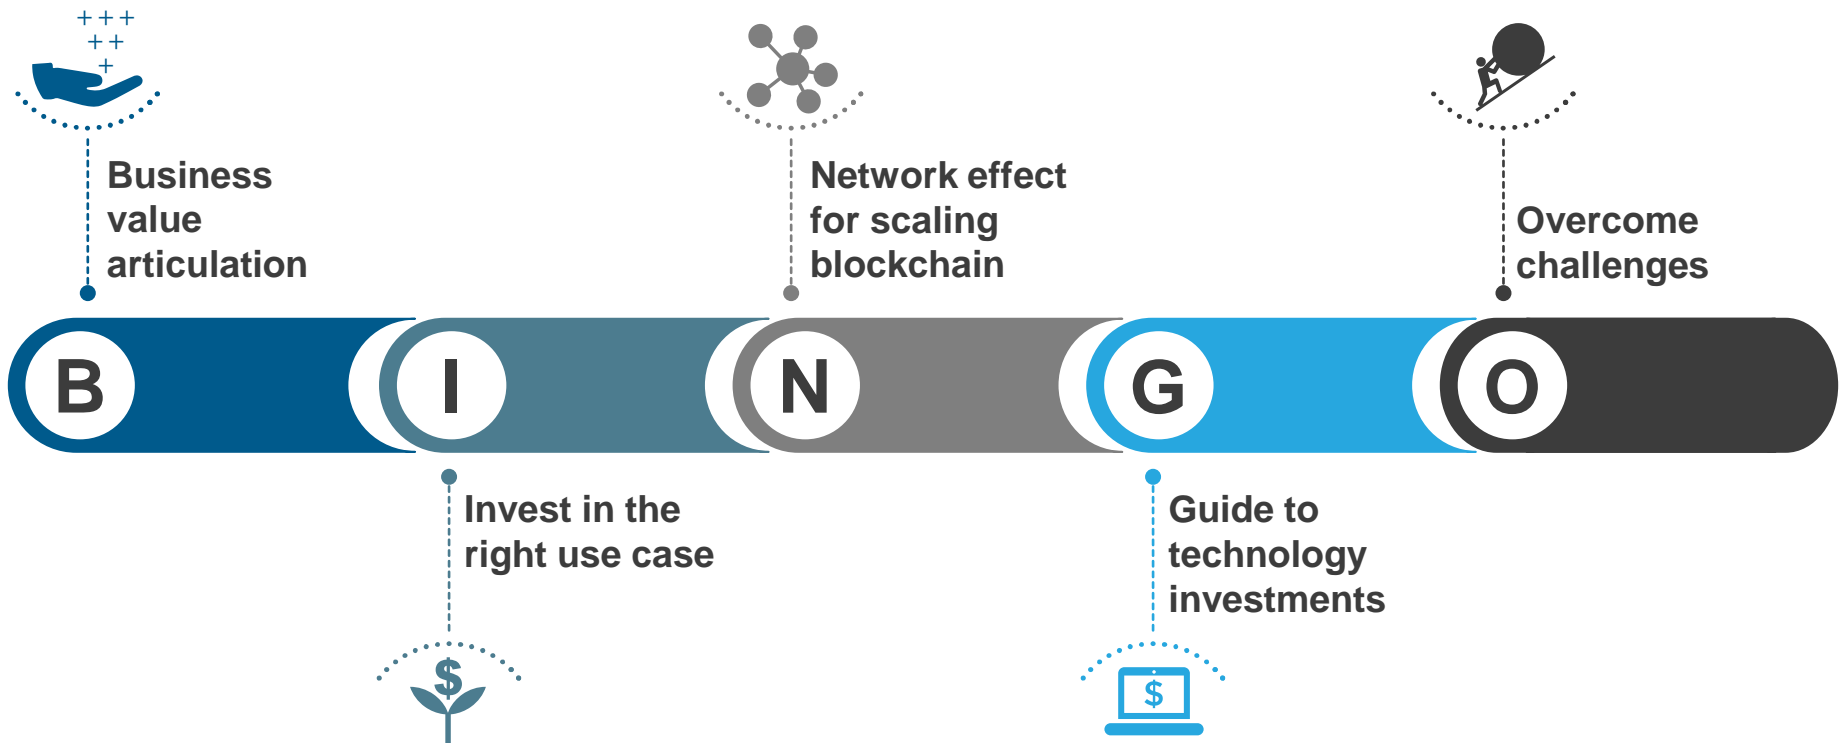 +++
++
+
Business
value
articulation
Network effect
for scaling
blockchain
Overcome
challenges
B
I
N
G
O
Invest in the
right use case
Guide to
technology
investments
$
$